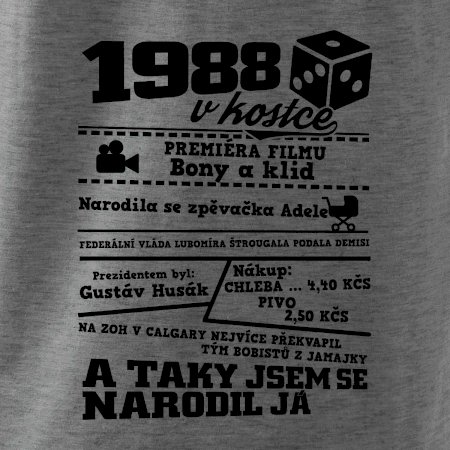 1988
v kostce
PREMIÉRA FILMU
Bony a klid
Narodila se zpěvačka Adele
FEDERÁLNÍ VLÁDA LUBOMÍRA ŠTROUGALA PODALA DEMISI
Prezidentem byl:
Gustáv Husák
Nákup:
CHLEBA ... 4,40 KČS
PIVO
2,50 KČS
NA ZOH V CALGARY NEJVÍCE PŘEKVAPIL
TÝM BOBISTŮ Z JAMAJKY
A TAKY JSEM SE
NARODIL JÁ